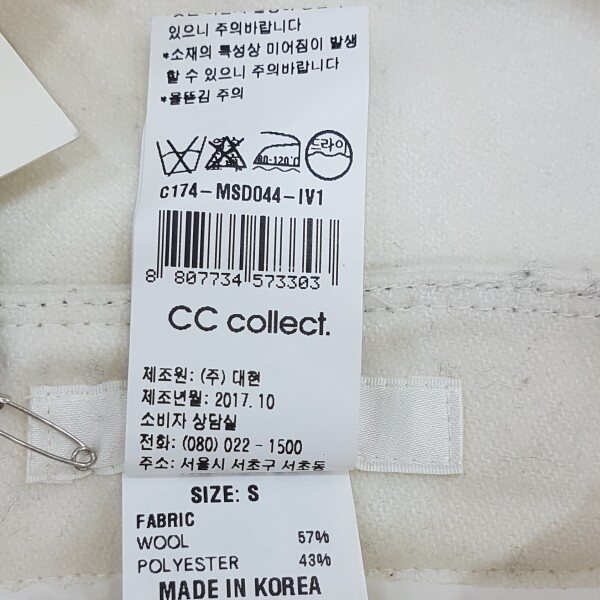 있으니 주의바랍니다
*소재의 특성상 미어짐이 발생
할 수 있으니 주의바랍니다
*올뜯김 주의
80-120℃ 드라이
C174-MSD044-IV1
8 807734 573303
CC collect.
제조원: (주) 대현
제조년월: 2017.10
소비자 상담실
전화: (080) 022-1500
주소: 서울시 서초구 서초동
SIZE: S
FABRIC
WOOL 57%
POLYESTER 43%
MADE IN KOREA